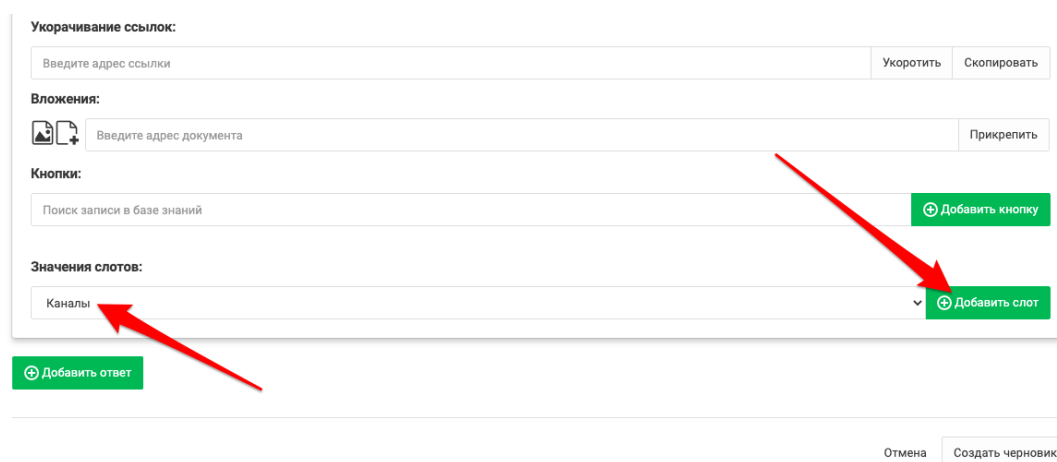 Укорачивание ссылок:
Введите адрес ссылки Укоротить Скопировать
Вложения:
Введите адрес документа Прикрепить
Кнопки:
Поиск записи в базе знаний Добавить кнопку
Значения слотов:
Каналы Добавить слот
Добавить ответ
Отмена Создать черновик